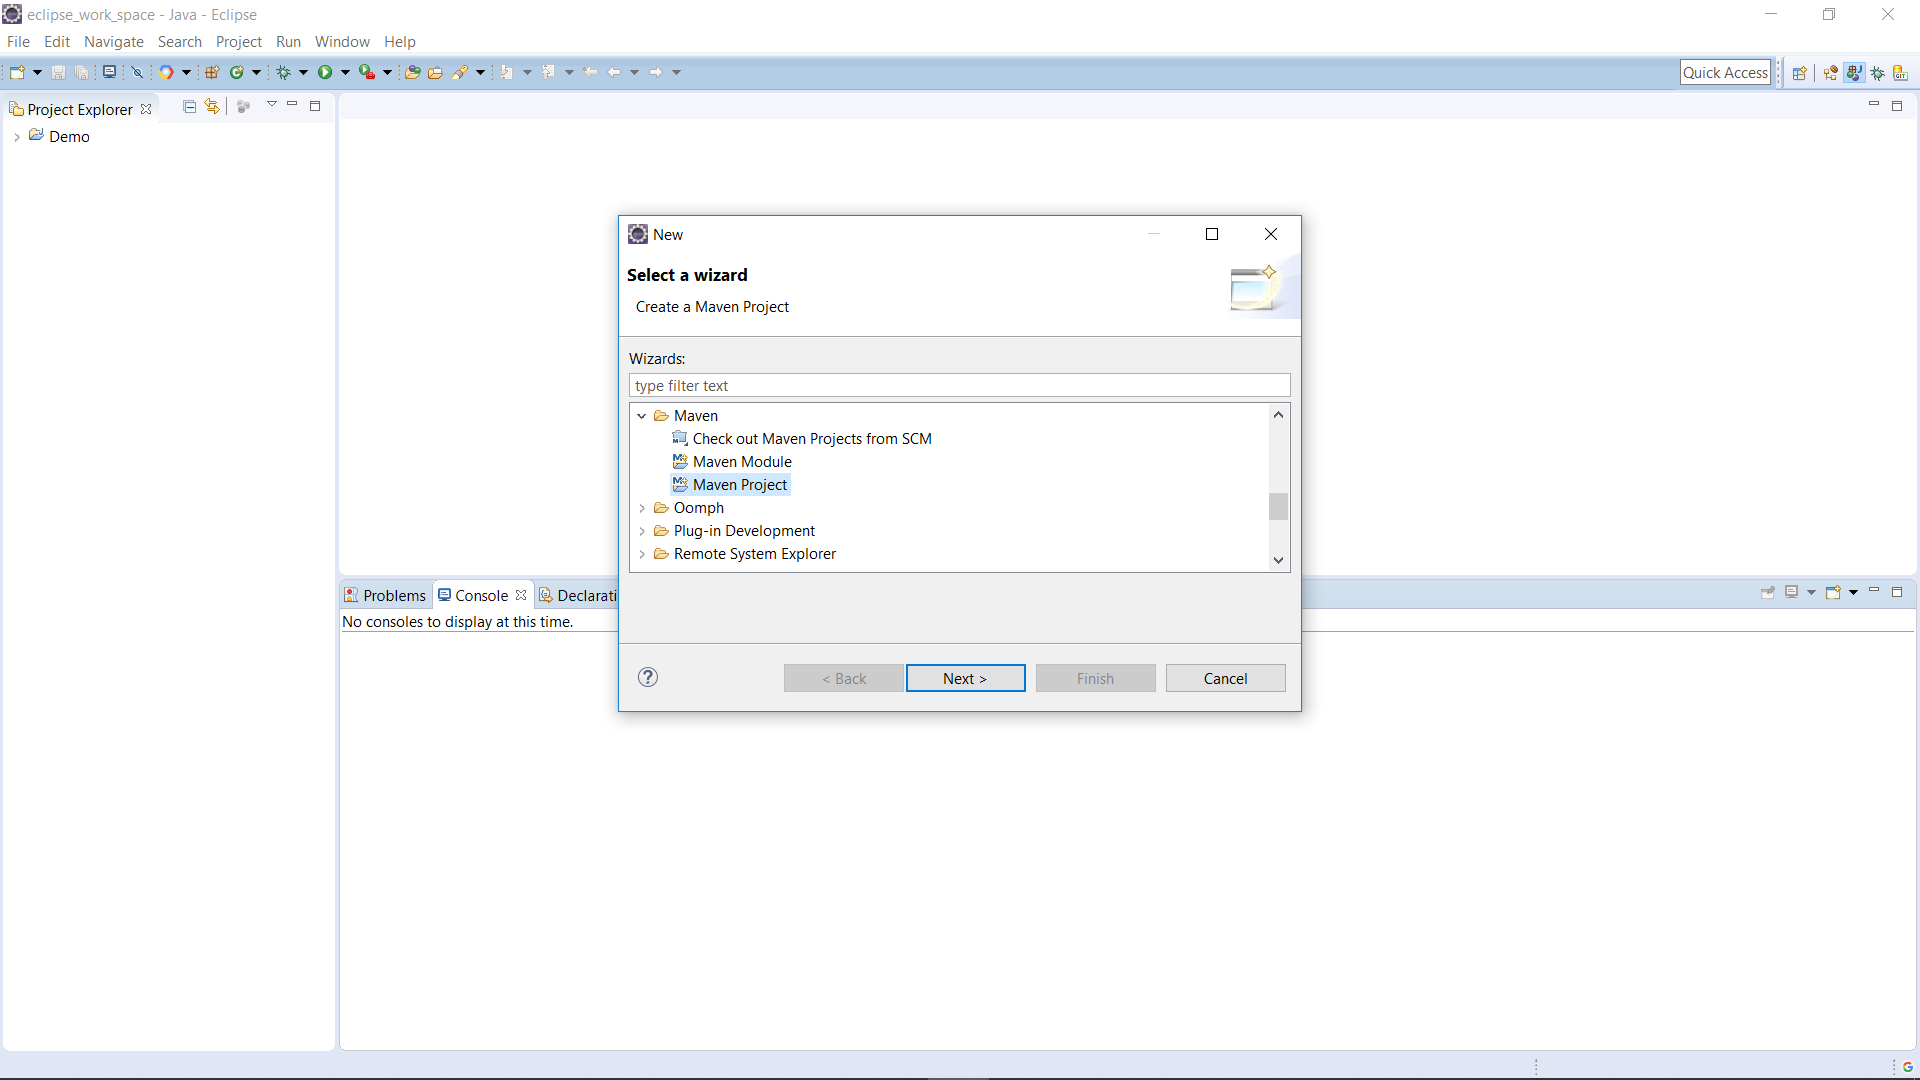 eclipse_work_space - Java - Eclipse
File Edit Navigate Search Project Run Window Help
Quick Access
Project Explorer
Demo
New
Select a wizard
Create a Maven Project
Wizards:
type filter text
Maven
Check out Maven Projects from SCM
Maven Module
Maven Project
Oomph
Plug-in Development
Remote System Explorer
< Back Next > Finish Cancel
Problems Console Declarati
No consoles to display at this time.